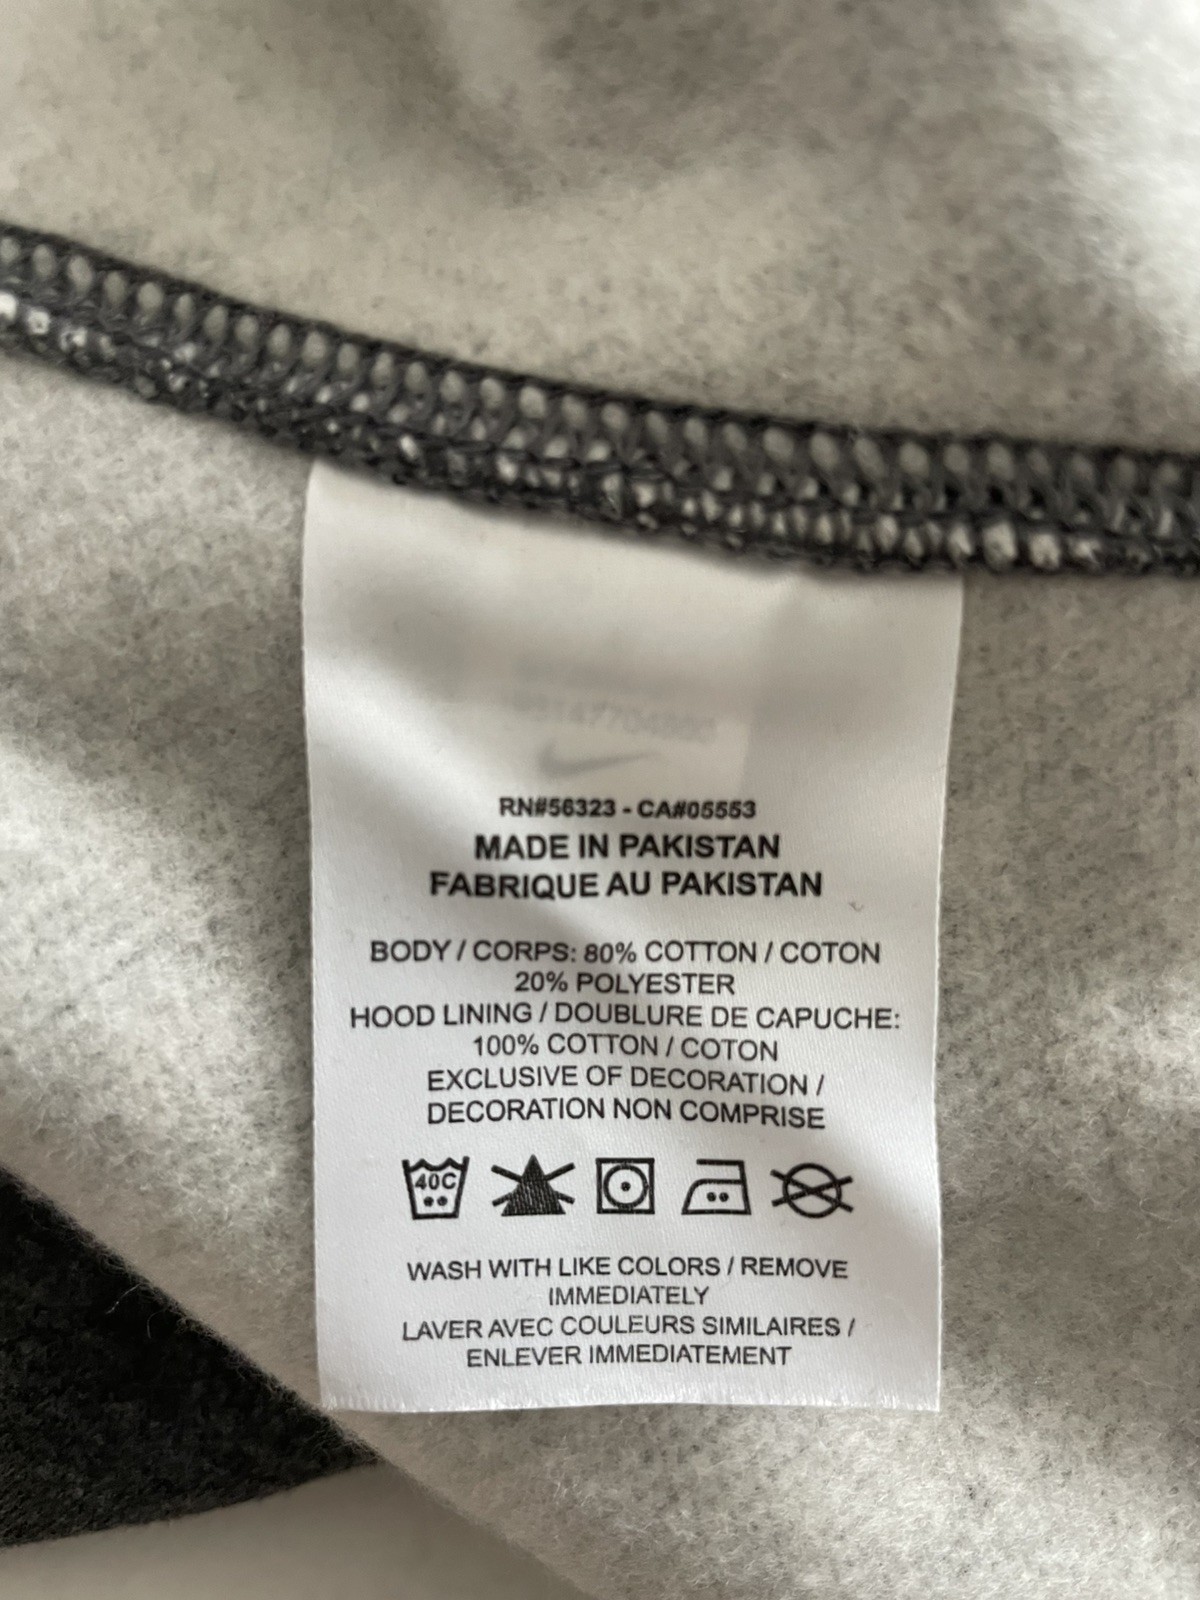 RN#56323 - CA#05553
MADE IN PAKISTAN
FABRIQUE AU PAKISTAN
BODY / CORPS: 80% COTTON / COTON
20% POLYESTER
HOOD LINING / DOUBLURE DE CAPUCHE:
100% COTTON / COTON
EXCLUSIVE OF DECORATION /
DECORATION NON COMPRISE
40C
WASH WITH LIKE COLORS / REMOVE
IMMEDIATELY
LAVER AVEC COULEURS SIMILAIRES /
ENLEVER IMMEDIATEMENT